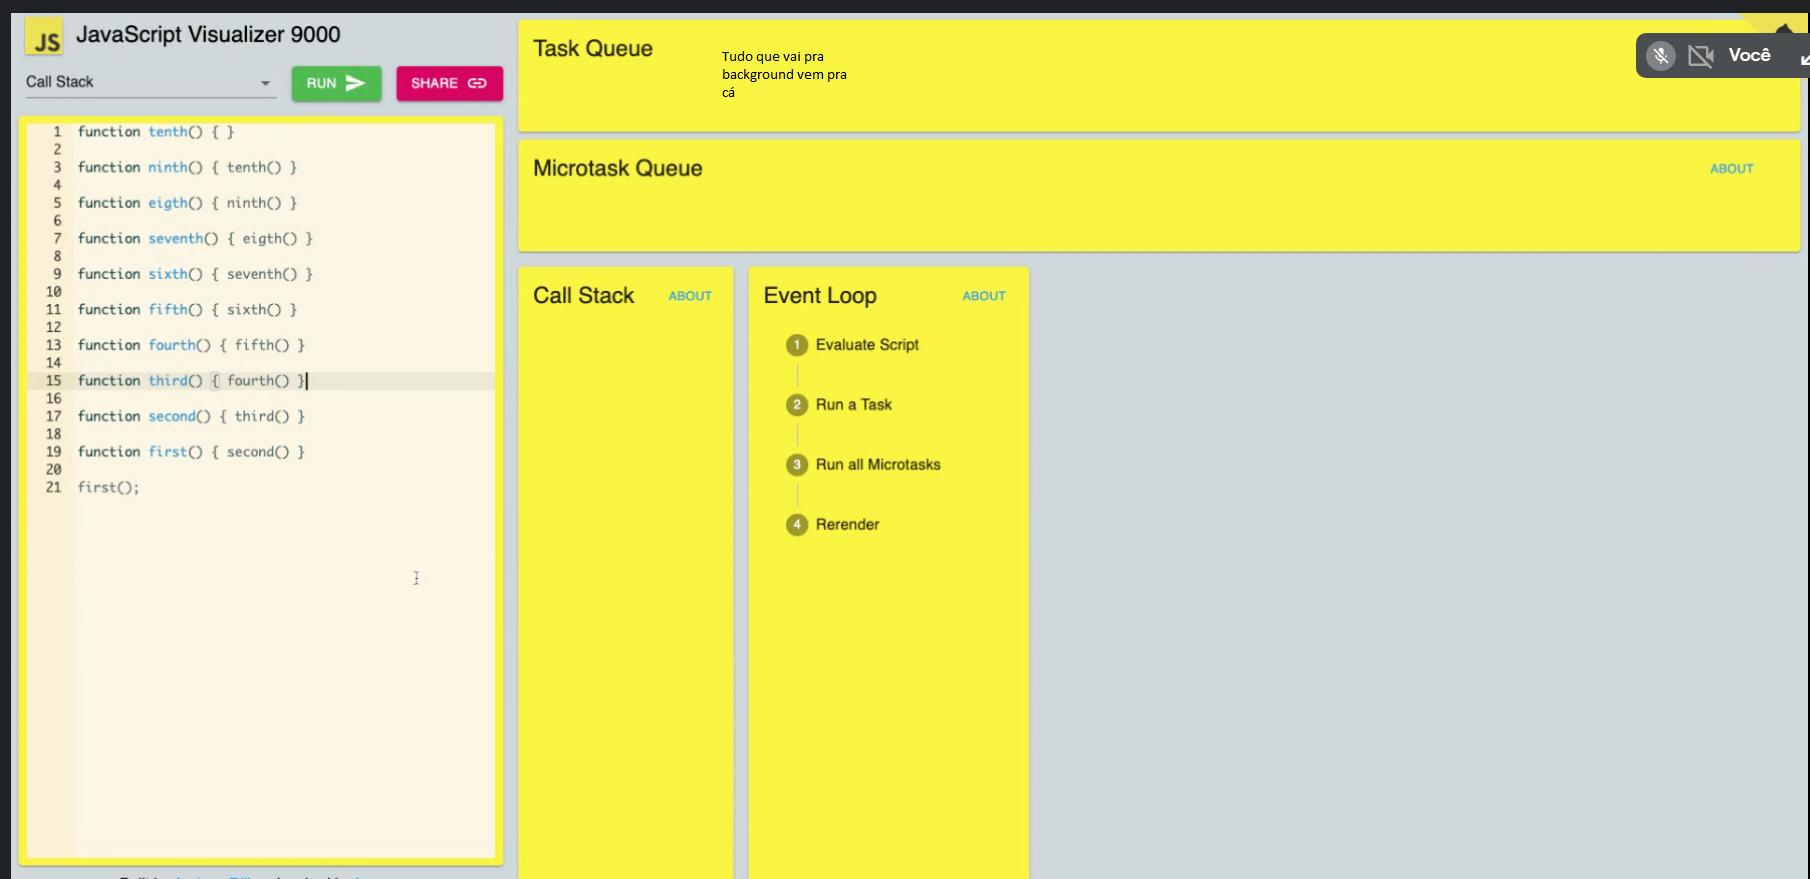 JS JavaScript Visualizer 9000
Call Stack
RUN
SHARE
1 function tenth() { }
2
3 function ninth() { tenth() }
4
5 function eigth() { ninth() }
6
7 function seventh() { eigth() }
8
9 function sixth() { seventh() }
10
11 function fifth() { sixth() }
12
13 function fourth() { fifth() }
14
15 function third() { fourth() }
16
17 function second() { third() }
18
19 function first() { second() }
20
21 first();
Task Queue
Tudo que vai pra
background vem pra
cá
Você
Microtask Queue
ABOUT
Call Stack
ABOUT
Event Loop
ABOUT
1 Evaluate Script
2 Run a Task
3 Run all Microtasks
4 Rerender